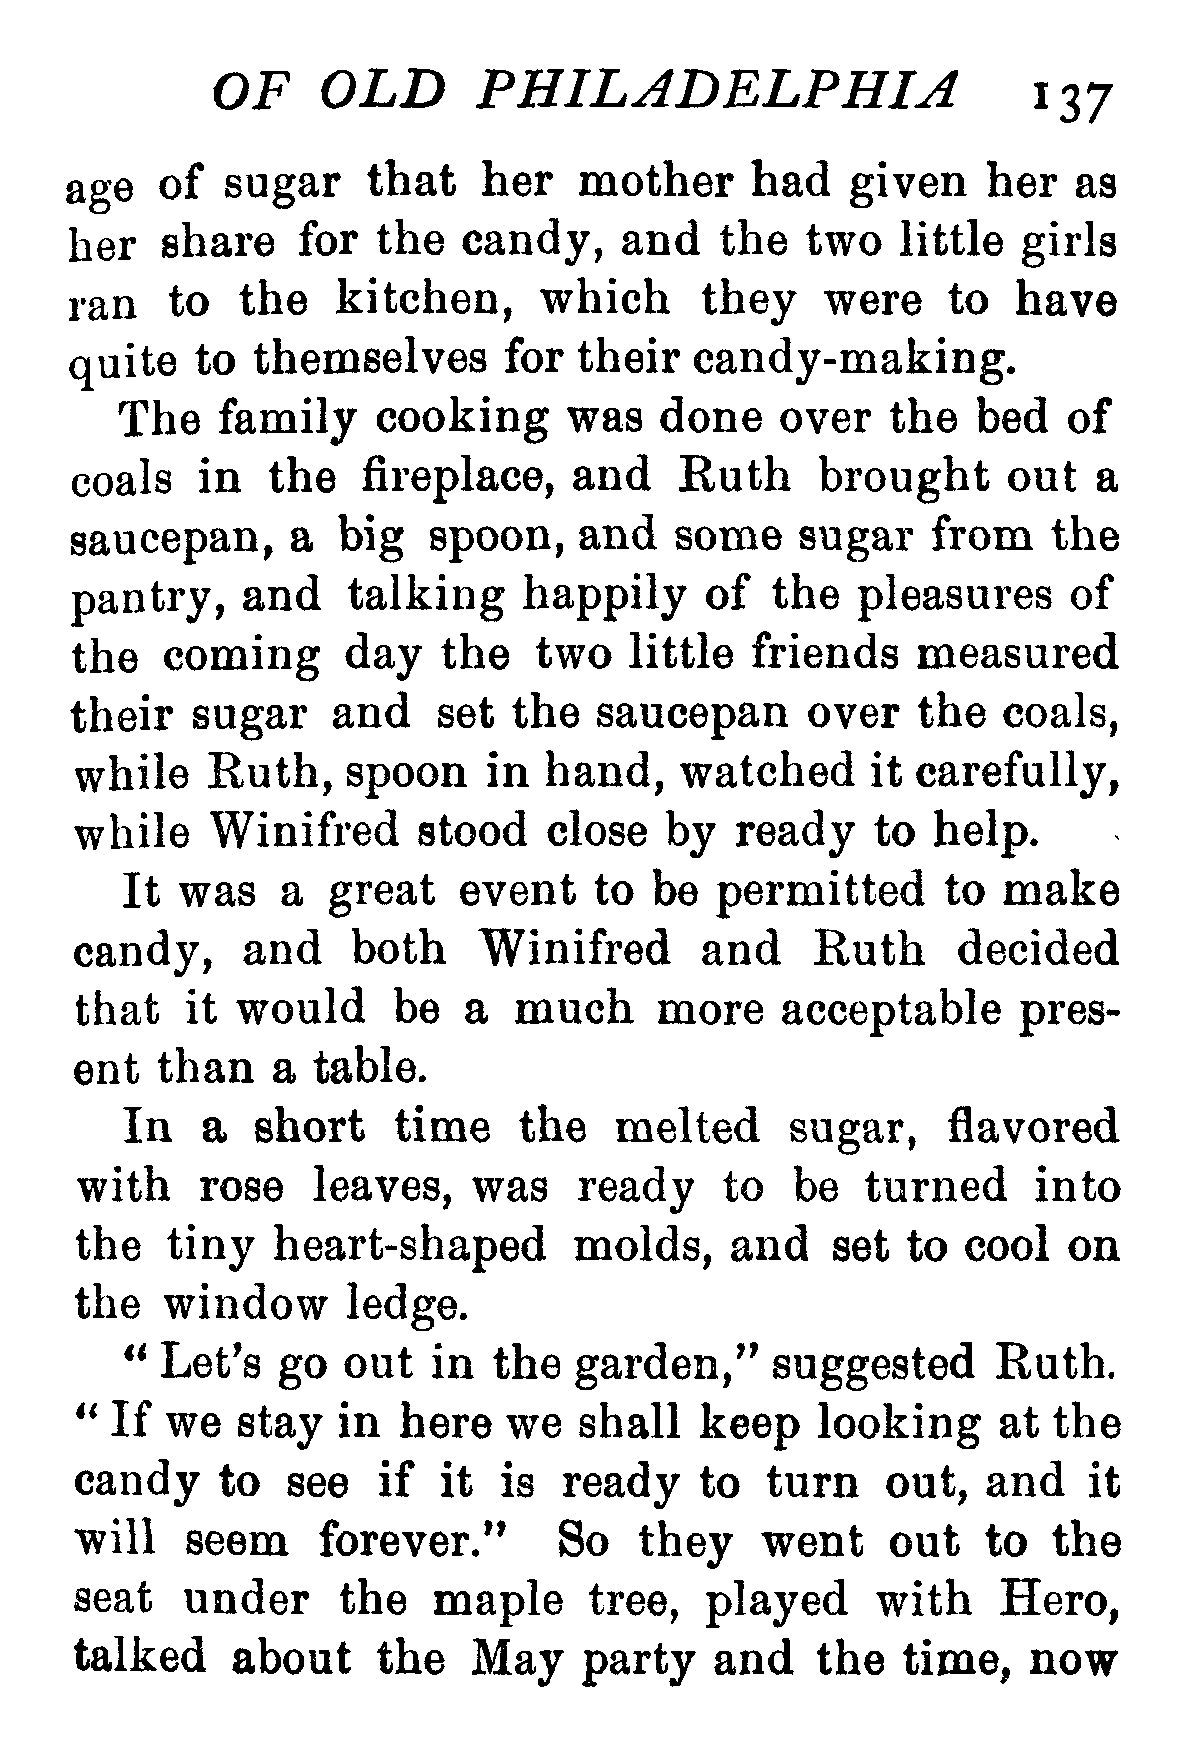 OF OLD PHILADELPHIA 137
age of sugar that her mother had given her as
her share for the candy, and the two little girls
ran to the kitchen, which they were to have
quite to themselves for their candy-making.
The family cooking was done over the bed of
coals in the fireplace, and Ruth brought out a
saucepan, a big spoon, and some sugar from the
pantry, and talking happily of the pleasures of
the coming day the two little friends measured
their sugar and set the saucepan over the coals,
while Ruth, spoon in hand, watched it carefully,
while Winifred stood close by ready to help.
It was a great event to be permitted to make
candy, and both Winifred and Ruth decided
that it would be a much more acceptable pres-
ent than a table.
In a short time the melted sugar, flavored
with rose leaves, was ready to be turned into
the tiny heart-shaped molds, and set to cool on
the window ledge.
“ Let’s go out in the garden,” suggested Ruth.
“ If we stay in here we shall keep looking at the
candy to see if it is ready to turn out, and it
will seem forever.” So they went out to the
seat under the maple tree, played with Hero,
talked about the May party and the time, now